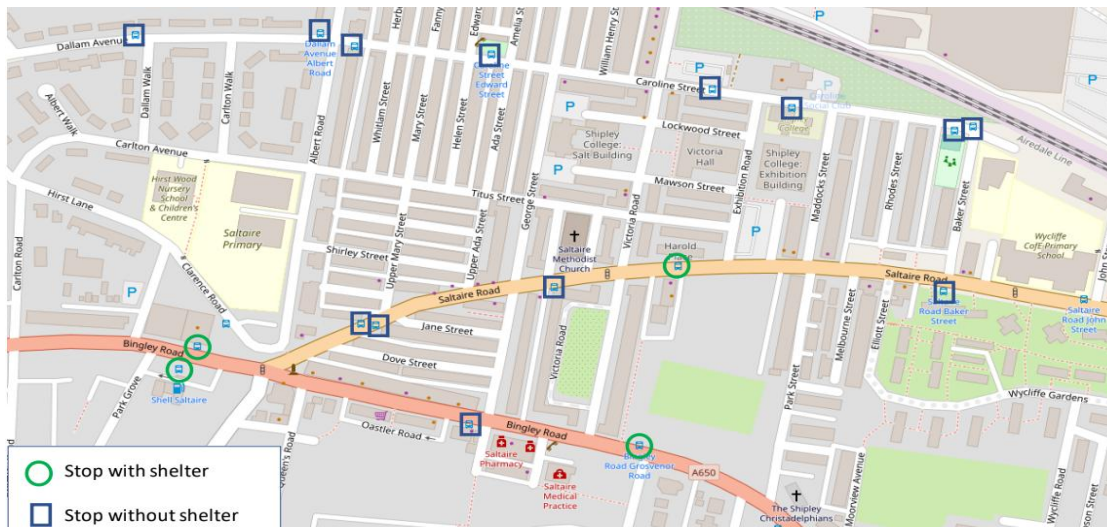 P
P
P
Dallam Avenue
Dallam Walk
Carlton Walk
Dallam
Avenue
Albert
Road
Edward
Street
Amelia Street
William Henry Street
Caroline Street
Albert Walk
Albert Road
Whitlam Street
Mary Street
Helen Street
Ada Street
P
Lockwood Street
College
Airedale Line
Carlton Avenue
Shipley
College:
Salt Building
Victoria
Hall
Shipley
College:
Exhibition
Building
Exhibition Road
Maddocks Street
Rhodes Street
Baker Street
P
Mawson Street
Hirst Wood
Nursery
School
& Children's
Centre
Hirst Lane
Titus Street
George Street
Victoria Road
P
Saltaire
Primary
Shirley Street
Upper Mary Street
Upper Ada Street
Saltaire
Methodist
Church
Harold
Place
Wycliffe
CofE Primary
School
Carlton Road
Clarence Road
P
Saltaire Road
Saltaire Road
Saltaire
Road Baker
Street
Saltaire
Road John
Street
Jane Street
Dove Street
Victoria Road
Melbourne Street
Elliott Street
Bingley Road
Park Grove
Shell Saltaire
Wycliffe Gardens
Park Street
Oastler Road
Bingley Road
Queen's Road
Saltaire
Pharmacy
Bingley
Road Grosvenor
Road
A650
Saltaire
Medical
Practice
Moorview Avenue
The Shipley
Christadelphians
Stop with shelter
Stop without shelter